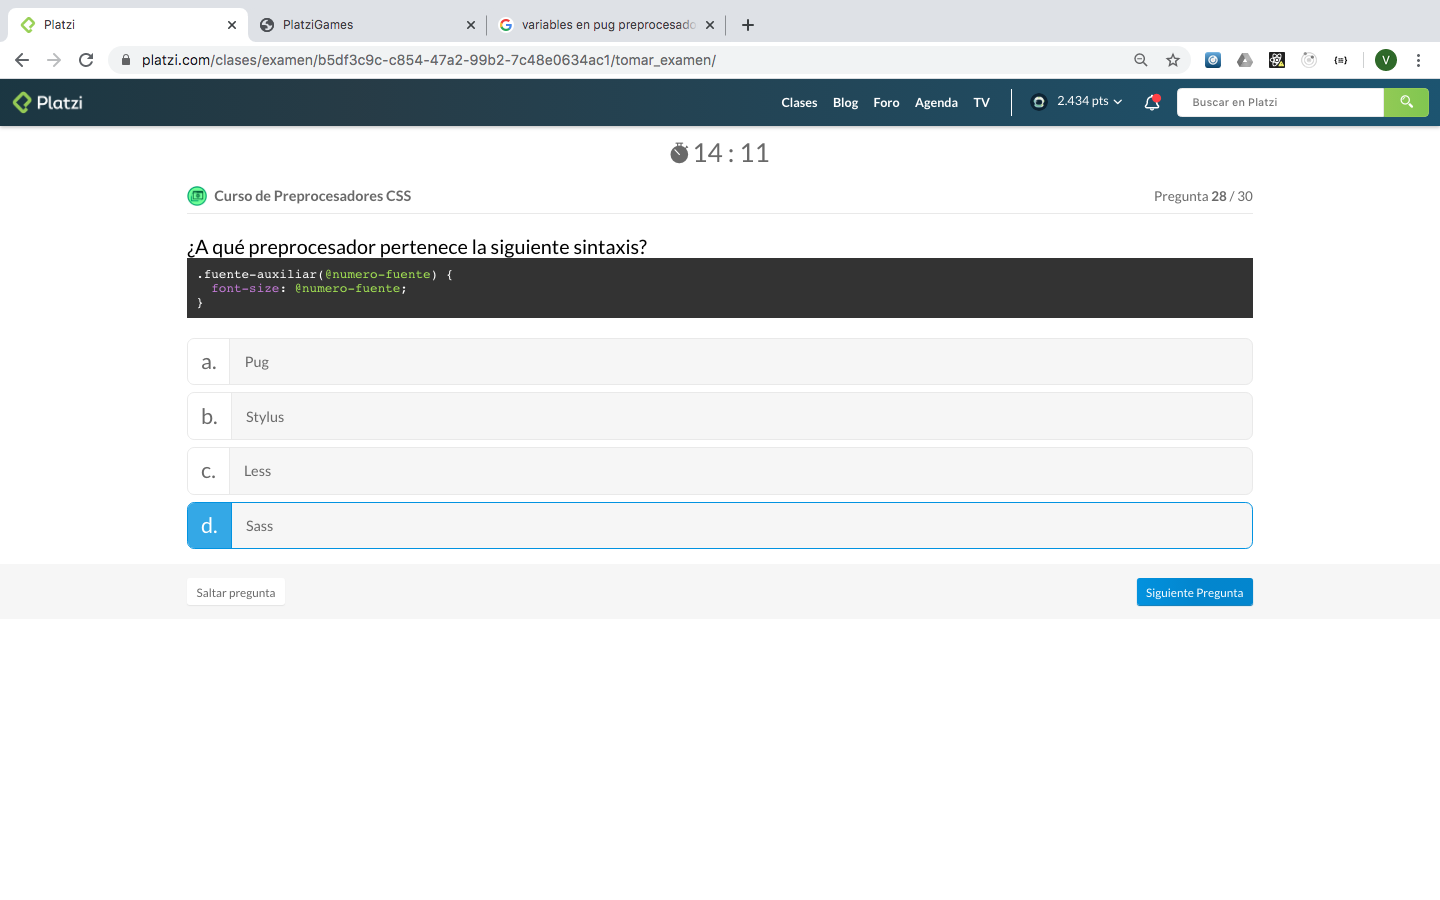 Platzi
PlatziGames
variables en pug preprocesado
platzi.com/clases/examen/b5df3c9c-c854-47a2-99b2-7c48e0634ac1/tomar_examen/
V
Platzi
Clases
Blog
Foro
Agenda
TV
2.434 pts
Buscar en Platzi
14 : 11
Curso de Preprocesadores CSS
Pregunta 28 / 30
¿A qué preprocesador pertenece la siguiente sintaxis?
.fuente-auxiliar(@numero-fuente) {
font-size: @numero-fuente;
}
a. Pug
b. Stylus
c. Less
d. Sass
Saltar pregunta
Siguiente Pregunta